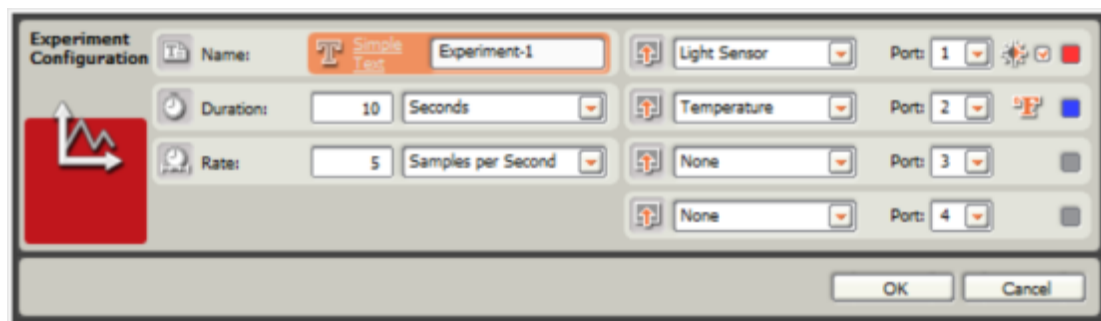 Experiment
Configuration
Name:
Simple
Text
Experiment-1
Duration:
10
Seconds
Rate:
5
Samples per Second
Light Sensor
Port:
1
Temperature
Port:
2
°F
None
Port:
3
None
Port:
4
OK
Cancel